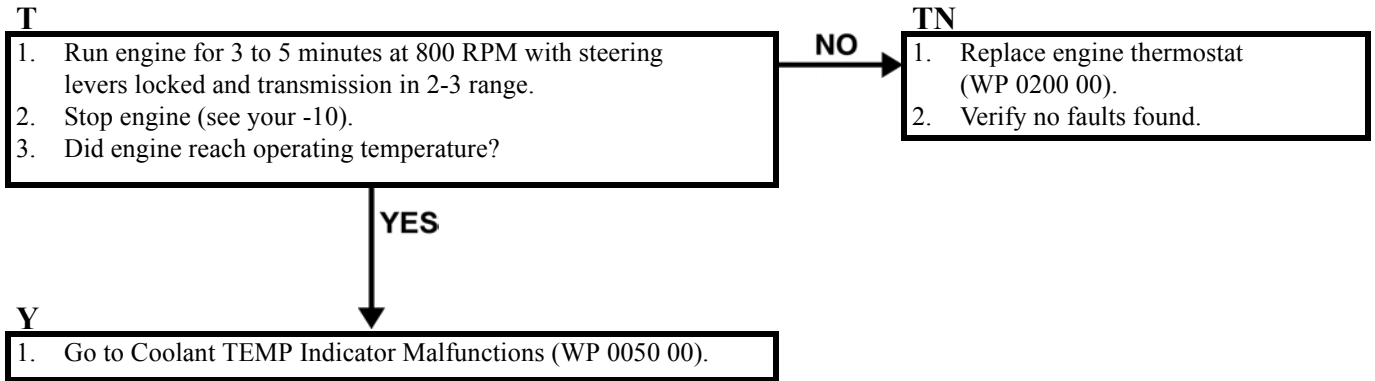 T
1. Run engine for 3 to 5 minutes at 800 RPM with steering
levers locked and transmission in 2-3 range.
2. Stop engine (see your -10).
3. Did engine reach operating temperature?
NO
TN
1. Replace engine thermostat
(WP 0200 00).
2. Verify no faults found.
YES
Y
1. Go to Coolant TEMP Indicator Malfunctions (WP 0050 00).